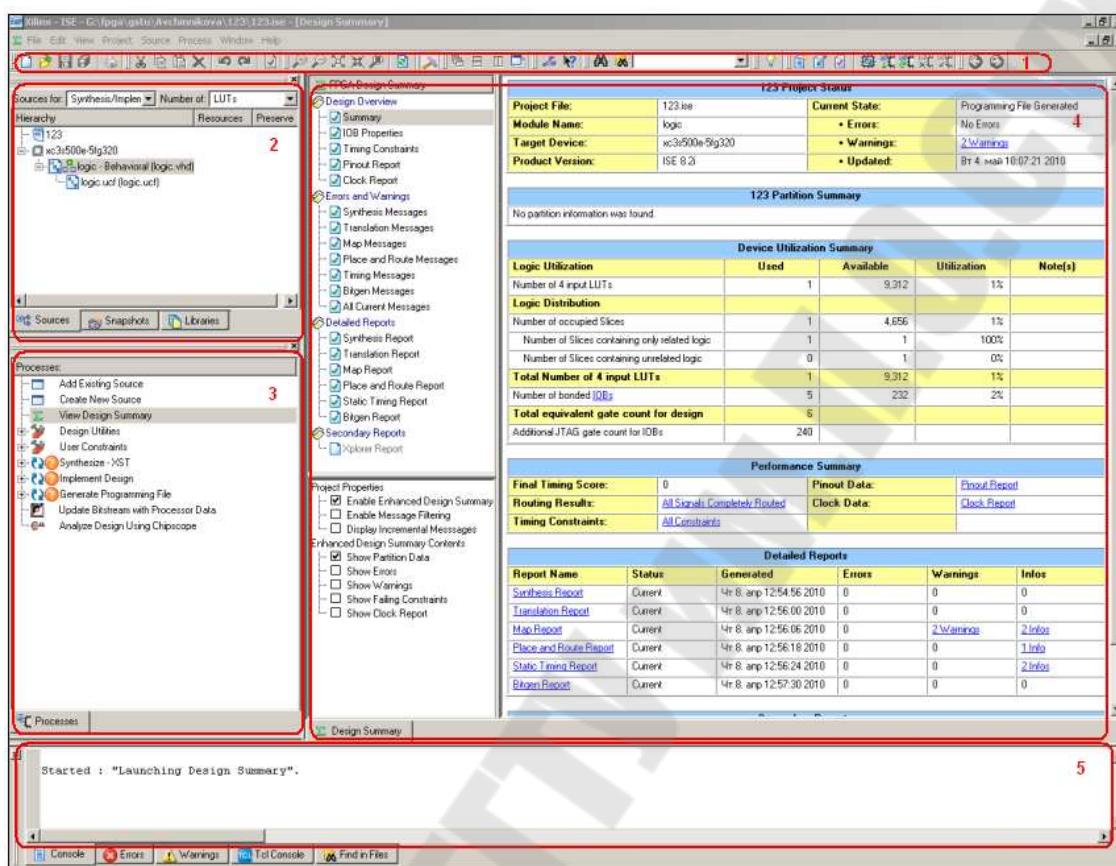 Xilinx - ISE - G:\fpga\gstu\Avchinnikova\123\123.ise - [Design Summary]
File Edit View Project Source Process Window Help
1
Sources for: Synthesis/Implen Number of: LUTs
Hierarchy Resources Preserve
123
xc3s500e-5fg320
logic - Behavioral (logic.vhd)
logic.ucf (logic.ucf)
2
Sources Snapshots Libraries
Processes:
Add Existing Source
Create New Source
3
View Design Summary
Design Utilities
User Constraints
Synthesize - XST
Implement Design
Generate Programming File
Update Bitstream with Processor Data
Analyze Design Using Chipscope
Processes
FPGA Design Summary
Design Overview
Summary
IOB Properties
Timing Constraints
Pinout Report
Clock Report
Errors and Warnings
Synthesis Messages
Translation Messages
Map Messages
Place and Route Messages
Timing Messages
Bitgen Messages
All Current Messages
Detailed Reports
Synthesis Report
Translation Report
Map Report
Place and Route Report
Static Timing Report
Bitgen Report
Secondary Reports
Xplorer Report
Project Properties
Enable Enhanced Design Summary
Enable Message Filtering
Display Incremental Messsages
Enhanced Design Summary Contents
Show Partition Data
Show Errors
Show Warnings
Show Failing Constraints
Show Clock Report
123 Project Status
Project File: 123.ise Current State: Programming File Generated
4
Module Name: logic • Errors: No Errors
Target Device: xc3s500e-5fg320 • Warnings: 2 Warnings
Product Version: ISE 8.2i • Updated: Вт 4. май 10:07:21 2010
123 Partition Summary
No partition information was found.
Device Utilization Summary
Logic Utilization Used Available Utilization Note(s)
Number of 4 input LUTs 1 9,312 1%
Logic Distribution
Number of occupied Slices 1 4,656 1%
Number of Slices containing only related logic 1 1 100%
Number of Slices containing unrelated logic 0 1 0%
Total Number of 4 input LUTs 1 9,312 1%
Number of bonded IOBs 5 232 2%
Total equivalent gate count for design 6
Additional JTAG gate count for IOBs 240
Performance Summary
Final Timing Score: 0 Pinout Data: Pinout Report
Routing Results: All Signals Completely Routed Clock Data: Clock Report
Timing Constraints: All Constraints
Detailed Reports
Report Name Status Generated Errors Warnings Infos
Synthesis Report Current Чт 8. апр 12:54:56 2010 0 0 0
Translation Report Current Чт 8. апр 12:56:00 2010 0 0 0
Map Report Current Чт 8. апр 12:56:06 2010 0 2 Warnings 2 Infos
Place and Route Report Current Чт 8. апр 12:56:18 2010 0 0 1 Info
Static Timing Report Current Чт 8. апр 12:56:24 2010 0 0 2 Infos
Bitgen Report Current Чт 8. апр 12:57:30 2010 0 0 0
Design Summary
Started : "Launching Design Summary".
5
Console Errors Warnings Tcl Console Find in Files